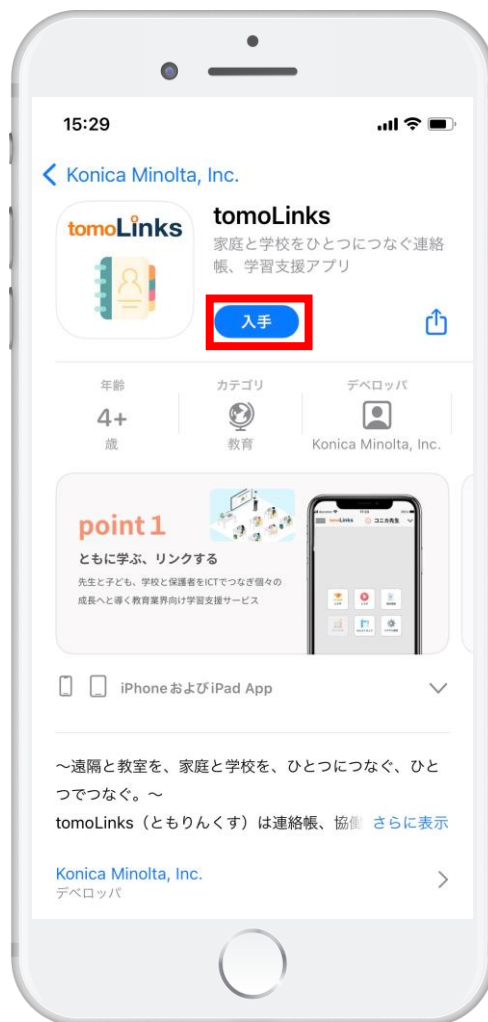 15:29
Konica Minolta, Inc.
tomoLinks
tomoLinks
家庭と学校をひとつにつなぐ連絡
帳、学習支援アプリ
入手
年齢
カテゴリ
デベロッパ
4+
歳
教育
Konica Minolta, Inc.
point 1
ともに学ぶ、リンクする
先生と子ども、学校と保護者をICTでつなぎ個々の
成長へと導く教育業界向け学習支援サービス
tomoLinks
コニカ先生
iPhoneおよびiPad App
〜遠隔と教室を、家庭と学校を、ひとつにつなぐ、ひと
つでつなぐ。〜
tomoLinks（ともりんくす）は連絡帳、協働 さらに表示
Konica Minolta, Inc.
デベロッパ